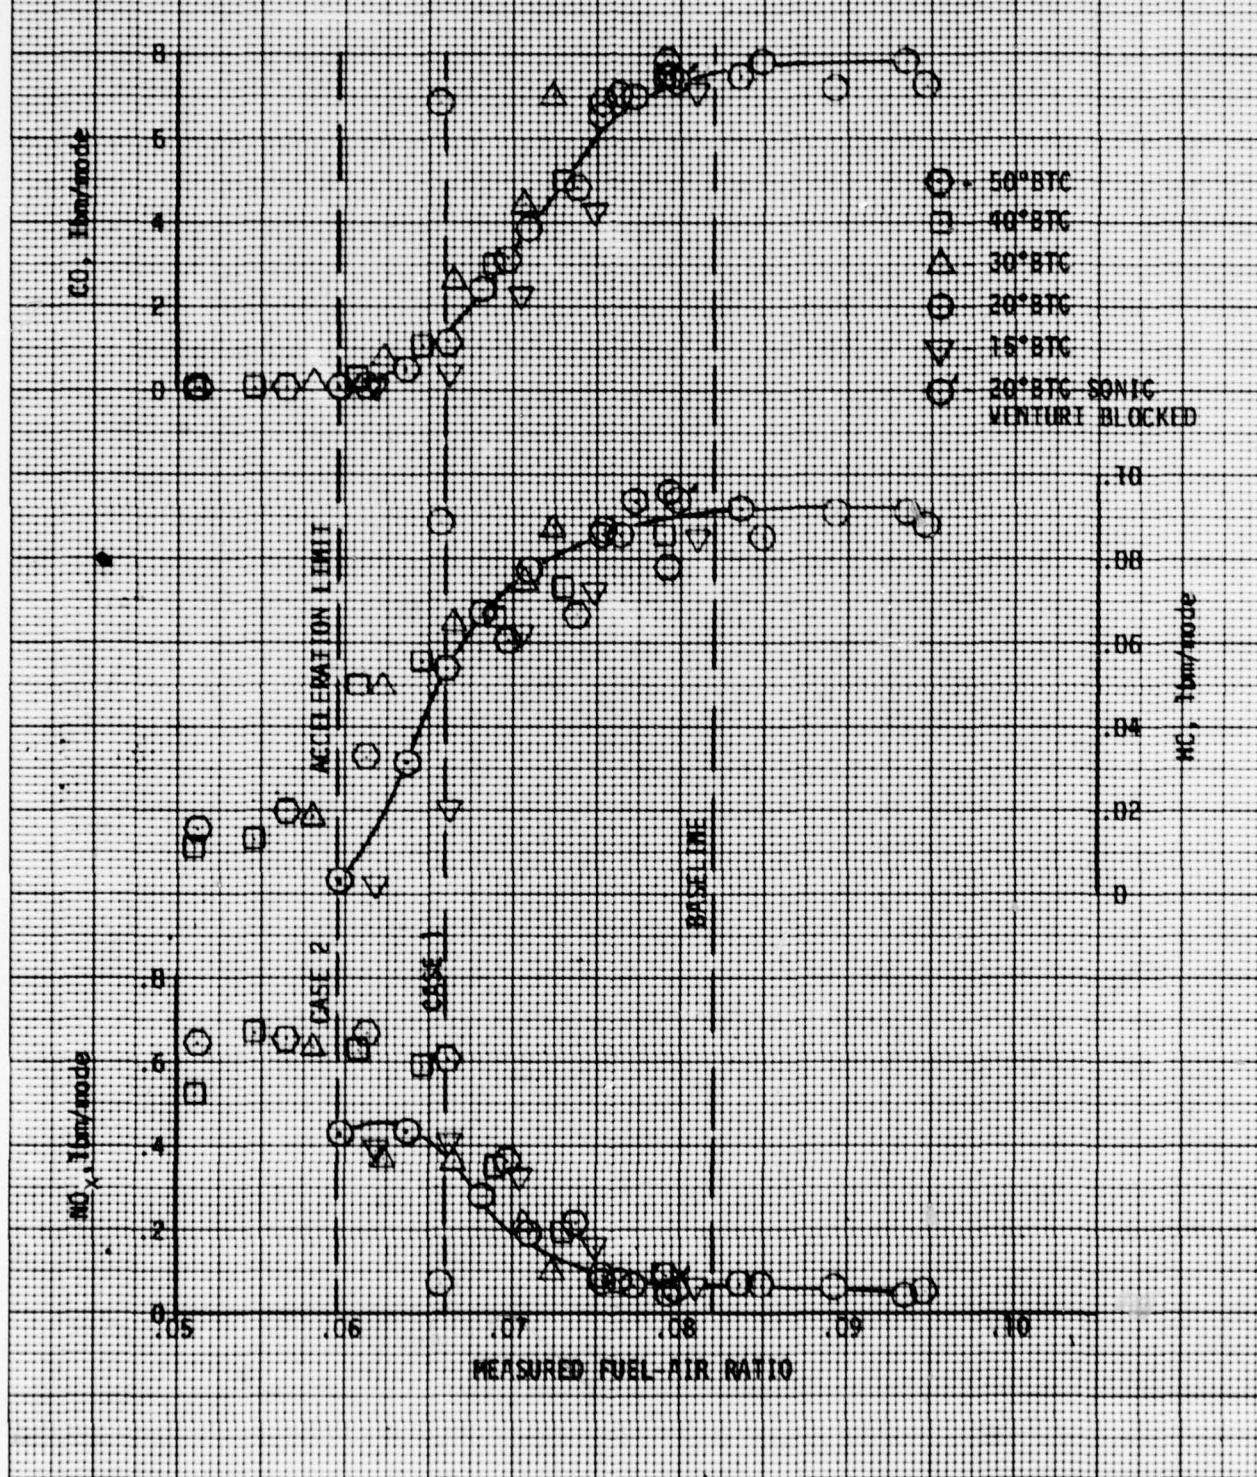 8
6
4
2
0
CO, lbm/mode
50°BTC
40°BTC
30°BTC
20°BTC
15°BTC
20°BTC SONIC
VENTURI BLOCKED
.10
.08
.06
.04
.02
0
HC, lbm/mode
ACCLERATION LIMIT
CASE 2
CASE 1
BASELINE
.8
.6
.4
.2
0
NOx, lbm/mode
.05 .06 .07 .08 .09 .10
MEASURED FUEL-AIR RATIO